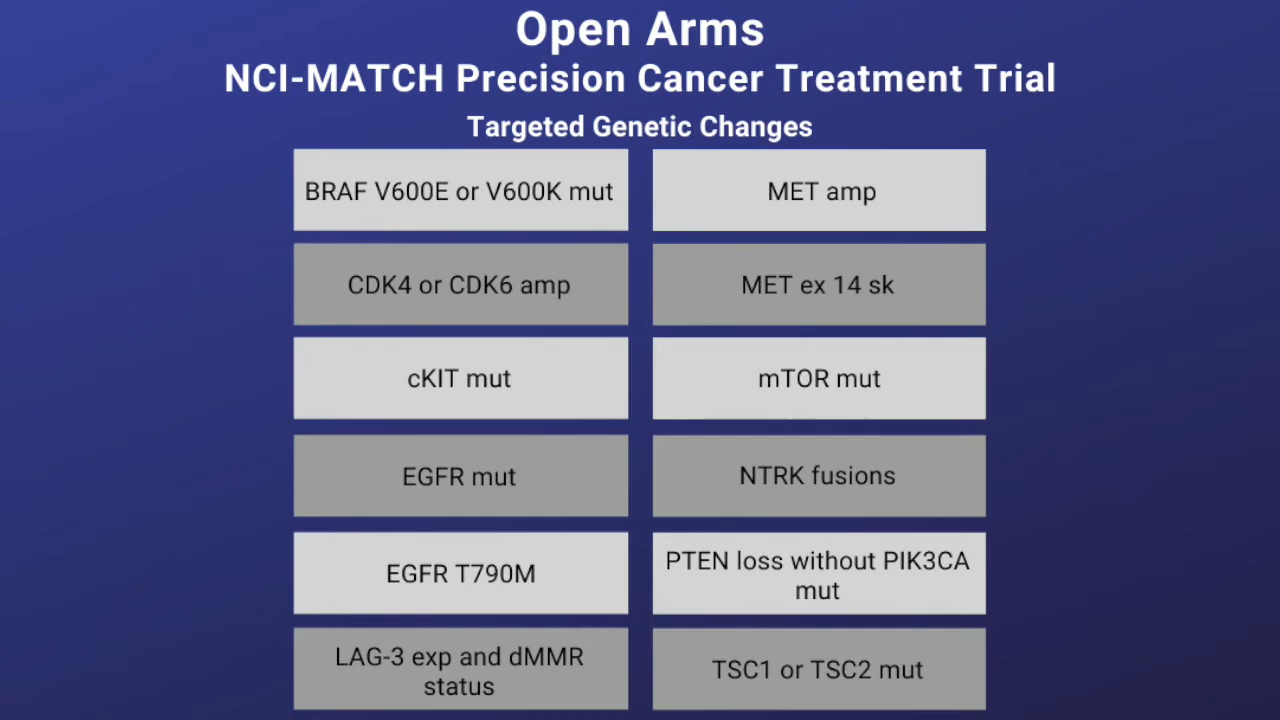 Open Arms
NCI-MATCH Precision Cancer Treatment Trial
Targeted Genetic Changes
BRAF V600E or V600K mut
MET amp
CDK4 or CDK6 amp
MET ex 14 sk
cKIT mut
mTOR mut
EGFR mut
NTRK fusions
EGFR T790M
PTEN loss without PIK3CA
mut
LAG-3 exp and dMMR
status
TSC1 or TSC2 mut